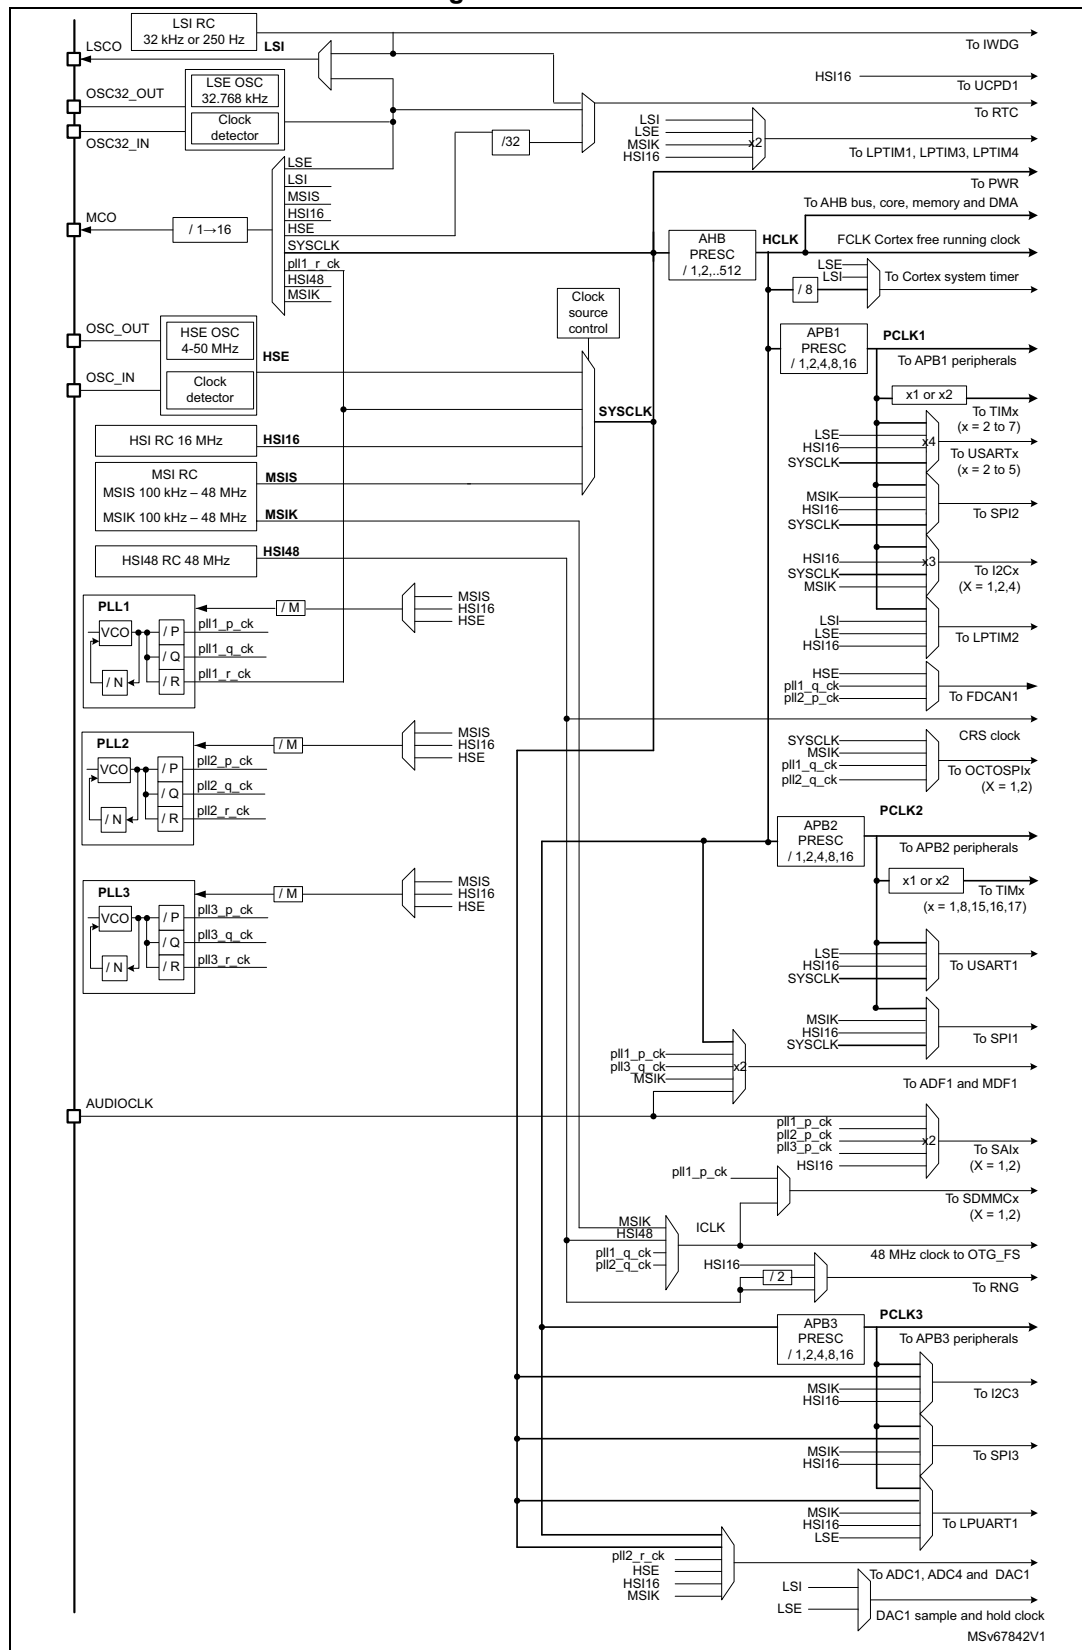 LSI RC
32 kHz or 250 Hz
LSCO
LSI
To IWDG
HSI16
To UCPD1
OSC32_OUT
LSE OSC
32.768 kHz
Clock
detector
OSC32_IN
/32
To RTC
LSI
LSE
MSIK
HSI16
x2
To LPTIM1, LPTIM3, LPTIM4
To PWR
MCO
/ 1→16
LSE
LSI
MSIS
HSI16
HSE
SYSCLK
pll1_r_ck
HSI48
MSIK
AHB
PRESC
/ 1,2,..512
HCLK
To AHB bus, core, memory and DMA
FCLK Cortex free running clock
LSE
LSI
/ 8
To Cortex system timer
Clock
source
control
OSC_OUT
HSE OSC
4-50 MHz
HSE
OSC_IN
Clock
detector
APB1
PRESC
/ 1,2,4,8,16
PCLK1
To APB1 peripherals
x1 or x2
To TIMx
(x = 2 to 7)
SYSCLK
HSI RC 16 MHz
HSI16
LSE
HSI16
SYSCLK
x4
To USARTx
(x = 2 to 5)
MSI RC
MSIS 100 kHz – 48 MHz
MSIS
MSIK 100 kHz – 48 MHz
MSIK
MSIK
HSI16
SYSCLK
To SPI2
HSI48 RC 48 MHz
HSI48
HSI16
SYSCLK
MSIK
x3
To I2Cx
(X = 1,2,4)
PLL1
/ M
MSIS
HSI16
HSE
VCO
/ P
pll1_p_ck
/ Q
pll1_q_ck
/ N
/ R
pll1_r_ck
LSI
LSE
HSI16
To LPTIM2
HSE
pll1_q_ck
pll2_p_ck
To FDCAN1
CRS clock
PLL2
/ M
MSIS
HSI16
HSE
VCO
/ P
pll2_p_ck
/ Q
pll2_q_ck
/ N
/ R
pll2_r_ck
SYSCLK
MSIK
pll1_q_ck
pll2_q_ck
To OCTOSPIx
(X = 1,2)
APB2
PRESC
/ 1,2,4,8,16
PCLK2
To APB2 peripherals
x1 or x2
To TIMx
(x = 1,8,15,16,17)
PLL3
/ M
MSIS
HSI16
HSE
VCO
/ P
pll3_p_ck
/ Q
pll3_q_ck
/ N
/ R
pll3_r_ck
LSE
HSI16
SYSCLK
To USART1
MSIK
HSI16
SYSCLK
To SPI1
pll1_p_ck
pll3_q_ck
MSIK
x2
To ADF1 and MDF1
AUDIOCLK
pll1_p_ck
pll2_p_ck
pll3_p_ck
HSI16
x2
To SAIx
(X = 1,2)
pll1_p_ck
To SDMMCx
(X = 1,2)
MSIK
HSI48
pll1_q_ck
pll2_q_ck
ICLK
48 MHz clock to OTG_FS
HSI16
/ 2
To RNG
APB3
PRESC
/ 1,2,4,8,16
PCLK3
To APB3 peripherals
MSIK
HSI16
To I2C3
MSIK
HSI16
To SPI3
MSIK
HSI16
LSE
To LPUART1
pll2_r_ck
HSE
HSI16
MSIK
To ADC1, ADC4 and DAC1
LSI
LSE
DAC1 sample and hold clock
MSv67842V1